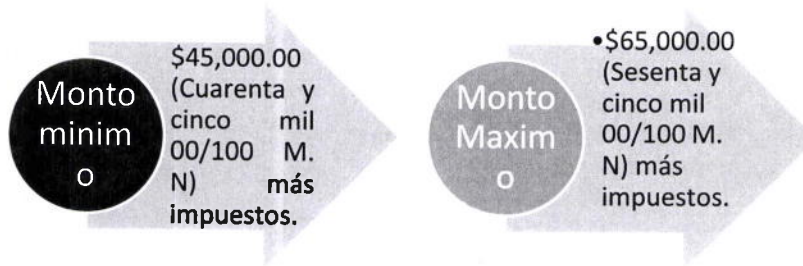 Monto
minim
o
$45,000.00
(Cuarenta y
cinco mil
00/100 M.
N) más
impuestos.
Monto
Maxim
o
•$65,000.00
(Sesenta y
cinco mil
00/100 M.
N) más
impuestos.